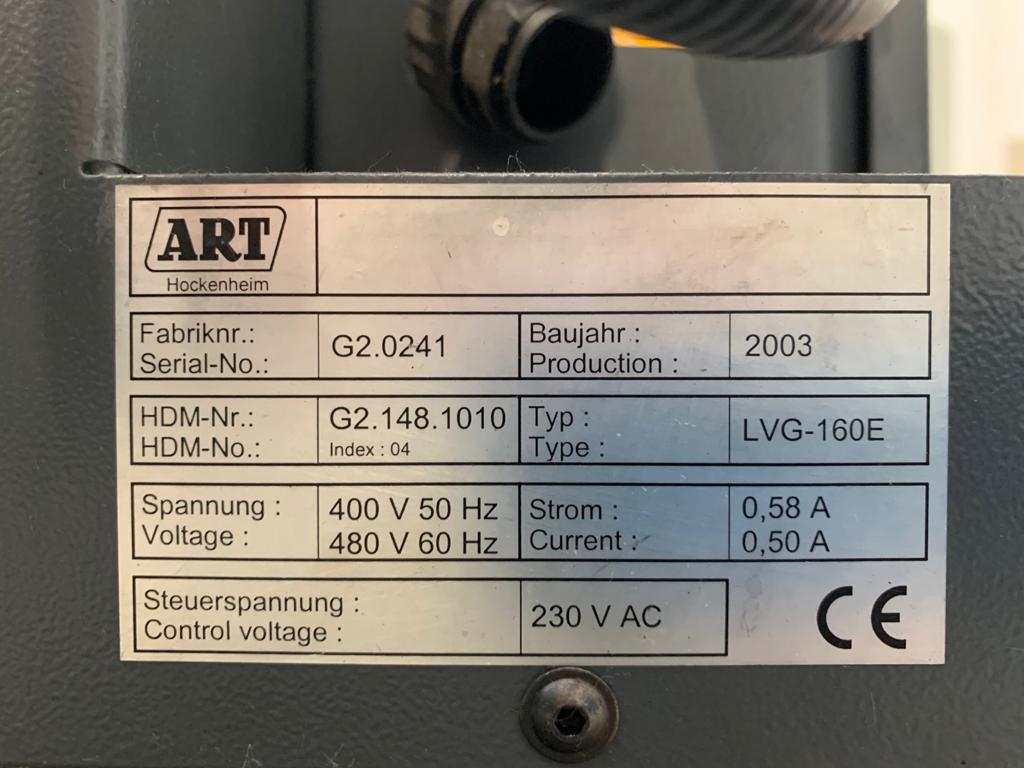 ART
Hockenheim
Fabriknr.:
Serial-No.:
G2.0241
Baujahr :
Production :
2003
HDM-Nr.:
HDM-No.:
G2.148.1010
Index : 04
Typ :
Type :
LVG-160E
Spannung :
Voltage :
400 V 50 Hz
480 V 60 Hz
Strom :
Current :
0,58 A
0,50 A
Steuerspannung :
Control voltage :
230 V AC
CE